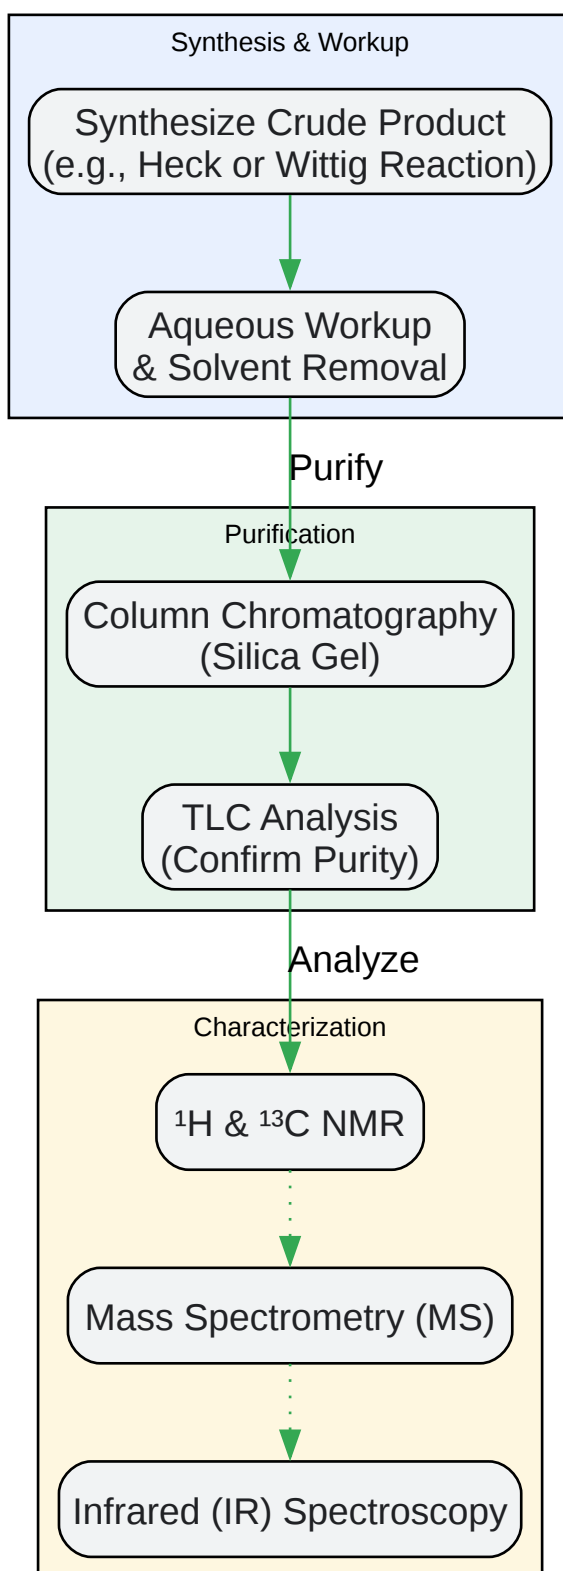 Synthesis & Workup
Synthesize Crude Product
(e.g., Heck or Wittig Reaction)
Aqueous Workup
& Solvent Removal
Purify
Purification
Column Chromatography
(Silica Gel)
TLC Analysis
(Confirm Purity)
Analyze
Characterization
¹H & ¹³C NMR
Mass Spectrometry (MS)
Infrared (IR) Spectroscopy